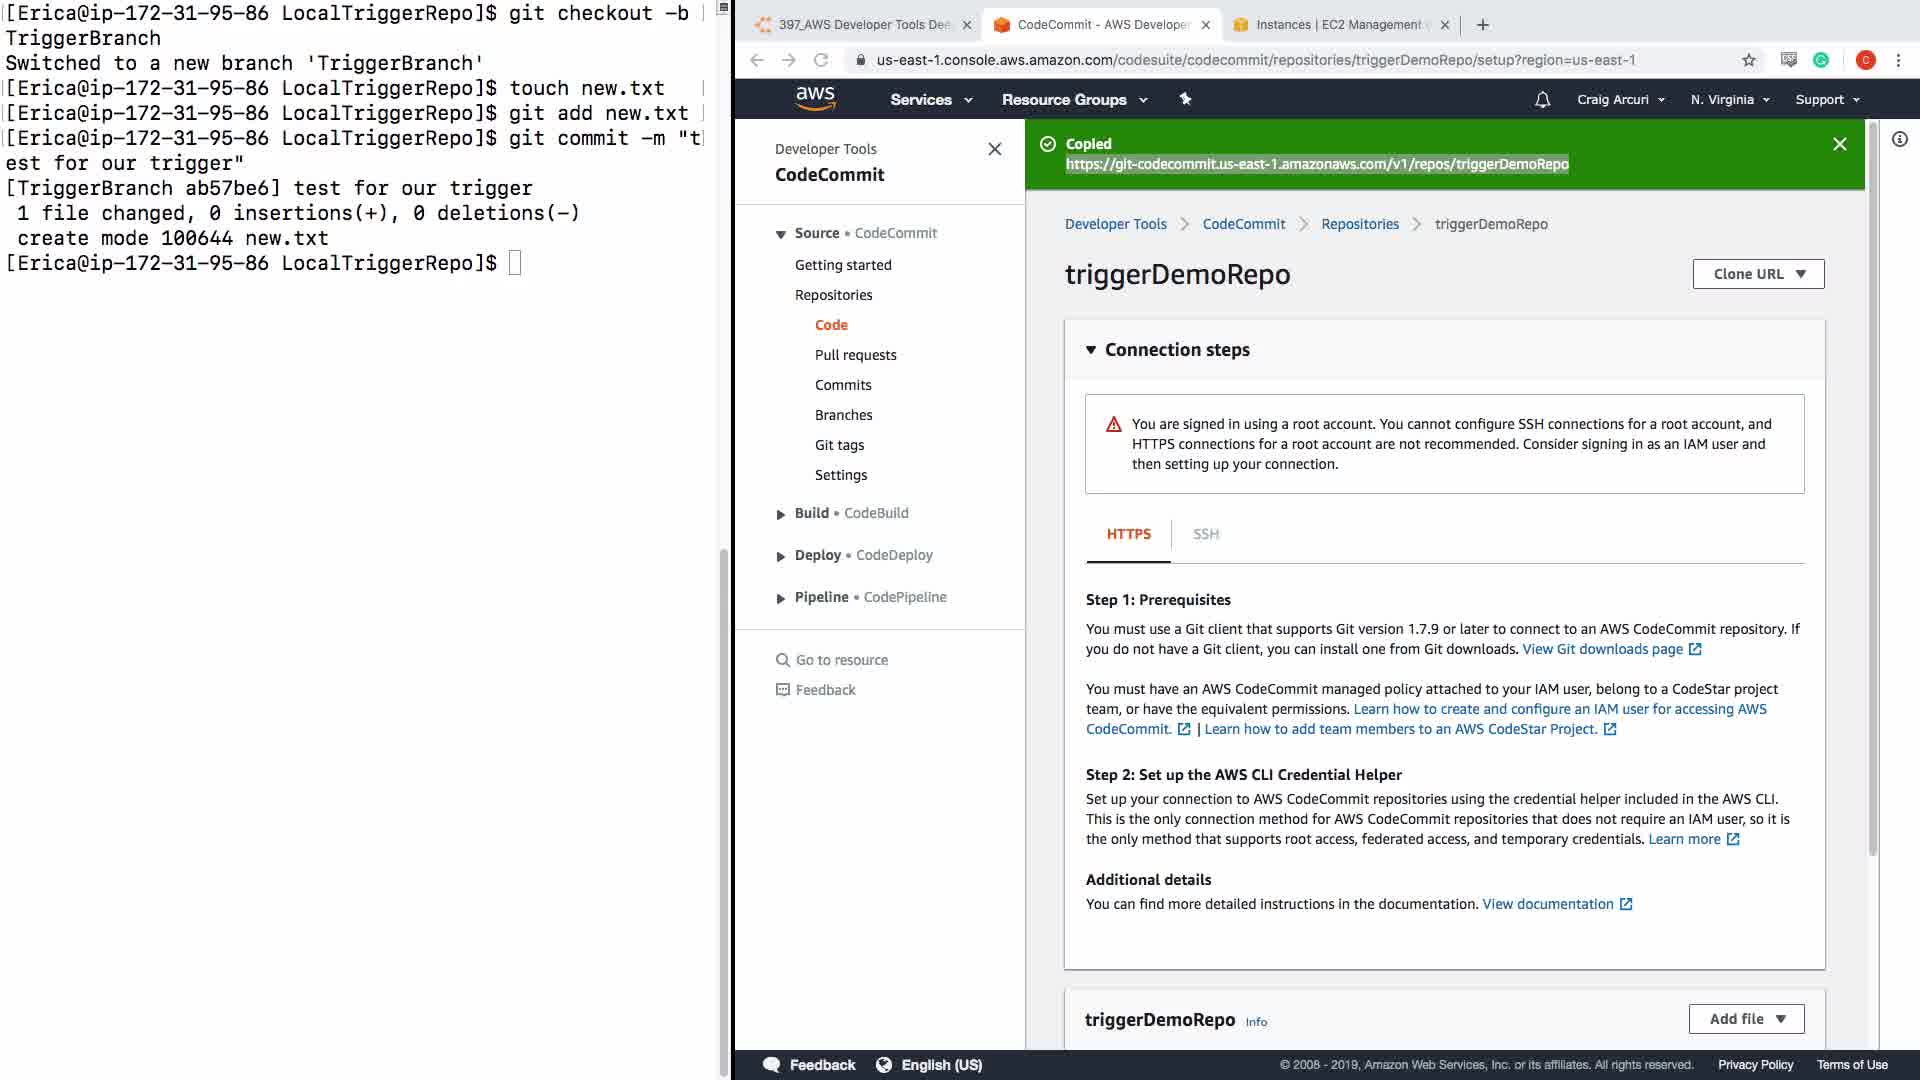 [Erica@ip-172-31-95-86 LocalTriggerRepo]$ git checkout -b
TriggerBranch
Switched to a new branch 'TriggerBranch'
[Erica@ip-172-31-95-86 LocalTriggerRepo]$ touch new.txt
[Erica@ip-172-31-95-86 LocalTriggerRepo]$ git add new.txt
[Erica@ip-172-31-95-86 LocalTriggerRepo]$ git commit -m "t
est for our trigger"
[TriggerBranch ab57be6] test for our trigger
1 file changed, 0 insertions(+), 0 deletions(-)
create mode 100644 new.txt
[Erica@ip-172-31-95-86 LocalTriggerRepo]$
397_AWS Developer Tools Dee
CodeCommit - AWS Developer
Instances | EC2 Management
us-east-1.console.aws.amazon.com/codesuite/codecommit/repositories/triggerDemoRepo/setup?region=us-east-1
C
aws
Services
Resource Groups
Craig Arcuri
N. Virginia
Support
Developer Tools
CodeCommit
Source • CodeCommit
Getting started
Repositories
Code
Pull requests
Commits
Branches
Git tags
Settings
Build • CodeBuild
Deploy • CodeDeploy
Pipeline • CodePipeline
Go to resource
Feedback
Copied
https://git-codecommit.us-east-1.amazonaws.com/v1/repos/triggerDemoRepo
Developer Tools > CodeCommit > Repositories > triggerDemoRepo
triggerDemoRepo
Clone URL
Connection steps
You are signed in using a root account. You cannot configure SSH connections for a root account, and
HTTPS connections for a root account are not recommended. Consider signing in as an IAM user and
then setting up your connection.
HTTPS
SSH
Step 1: Prerequisites
You must use a Git client that supports Git version 1.7.9 or later to connect to an AWS CodeCommit repository. If
you do not have a Git client, you can install one from Git downloads. View Git downloads page
You must have an AWS CodeCommit managed policy attached to your IAM user, belong to a CodeStar project
team, or have the equivalent permissions. Learn how to create and configure an IAM user for accessing AWS
CodeCommit. | Learn how to add team members to an AWS CodeStar Project.
Step 2: Set up the AWS CLI Credential Helper
Set up your connection to AWS CodeCommit repositories using the credential helper included in the AWS CLI.
This is the only connection method for AWS CodeCommit repositories that does not require an IAM user, so it is
the only method that supports root access, federated access, and temporary credentials. Learn more
Additional details
You can find more detailed instructions in the documentation. View documentation
triggerDemoRepo Info
Add file
Feedback
English (US)
© 2008 - 2019, Amazon Web Services, Inc. or its affiliates. All rights reserved.
Privacy Policy
Terms of Use